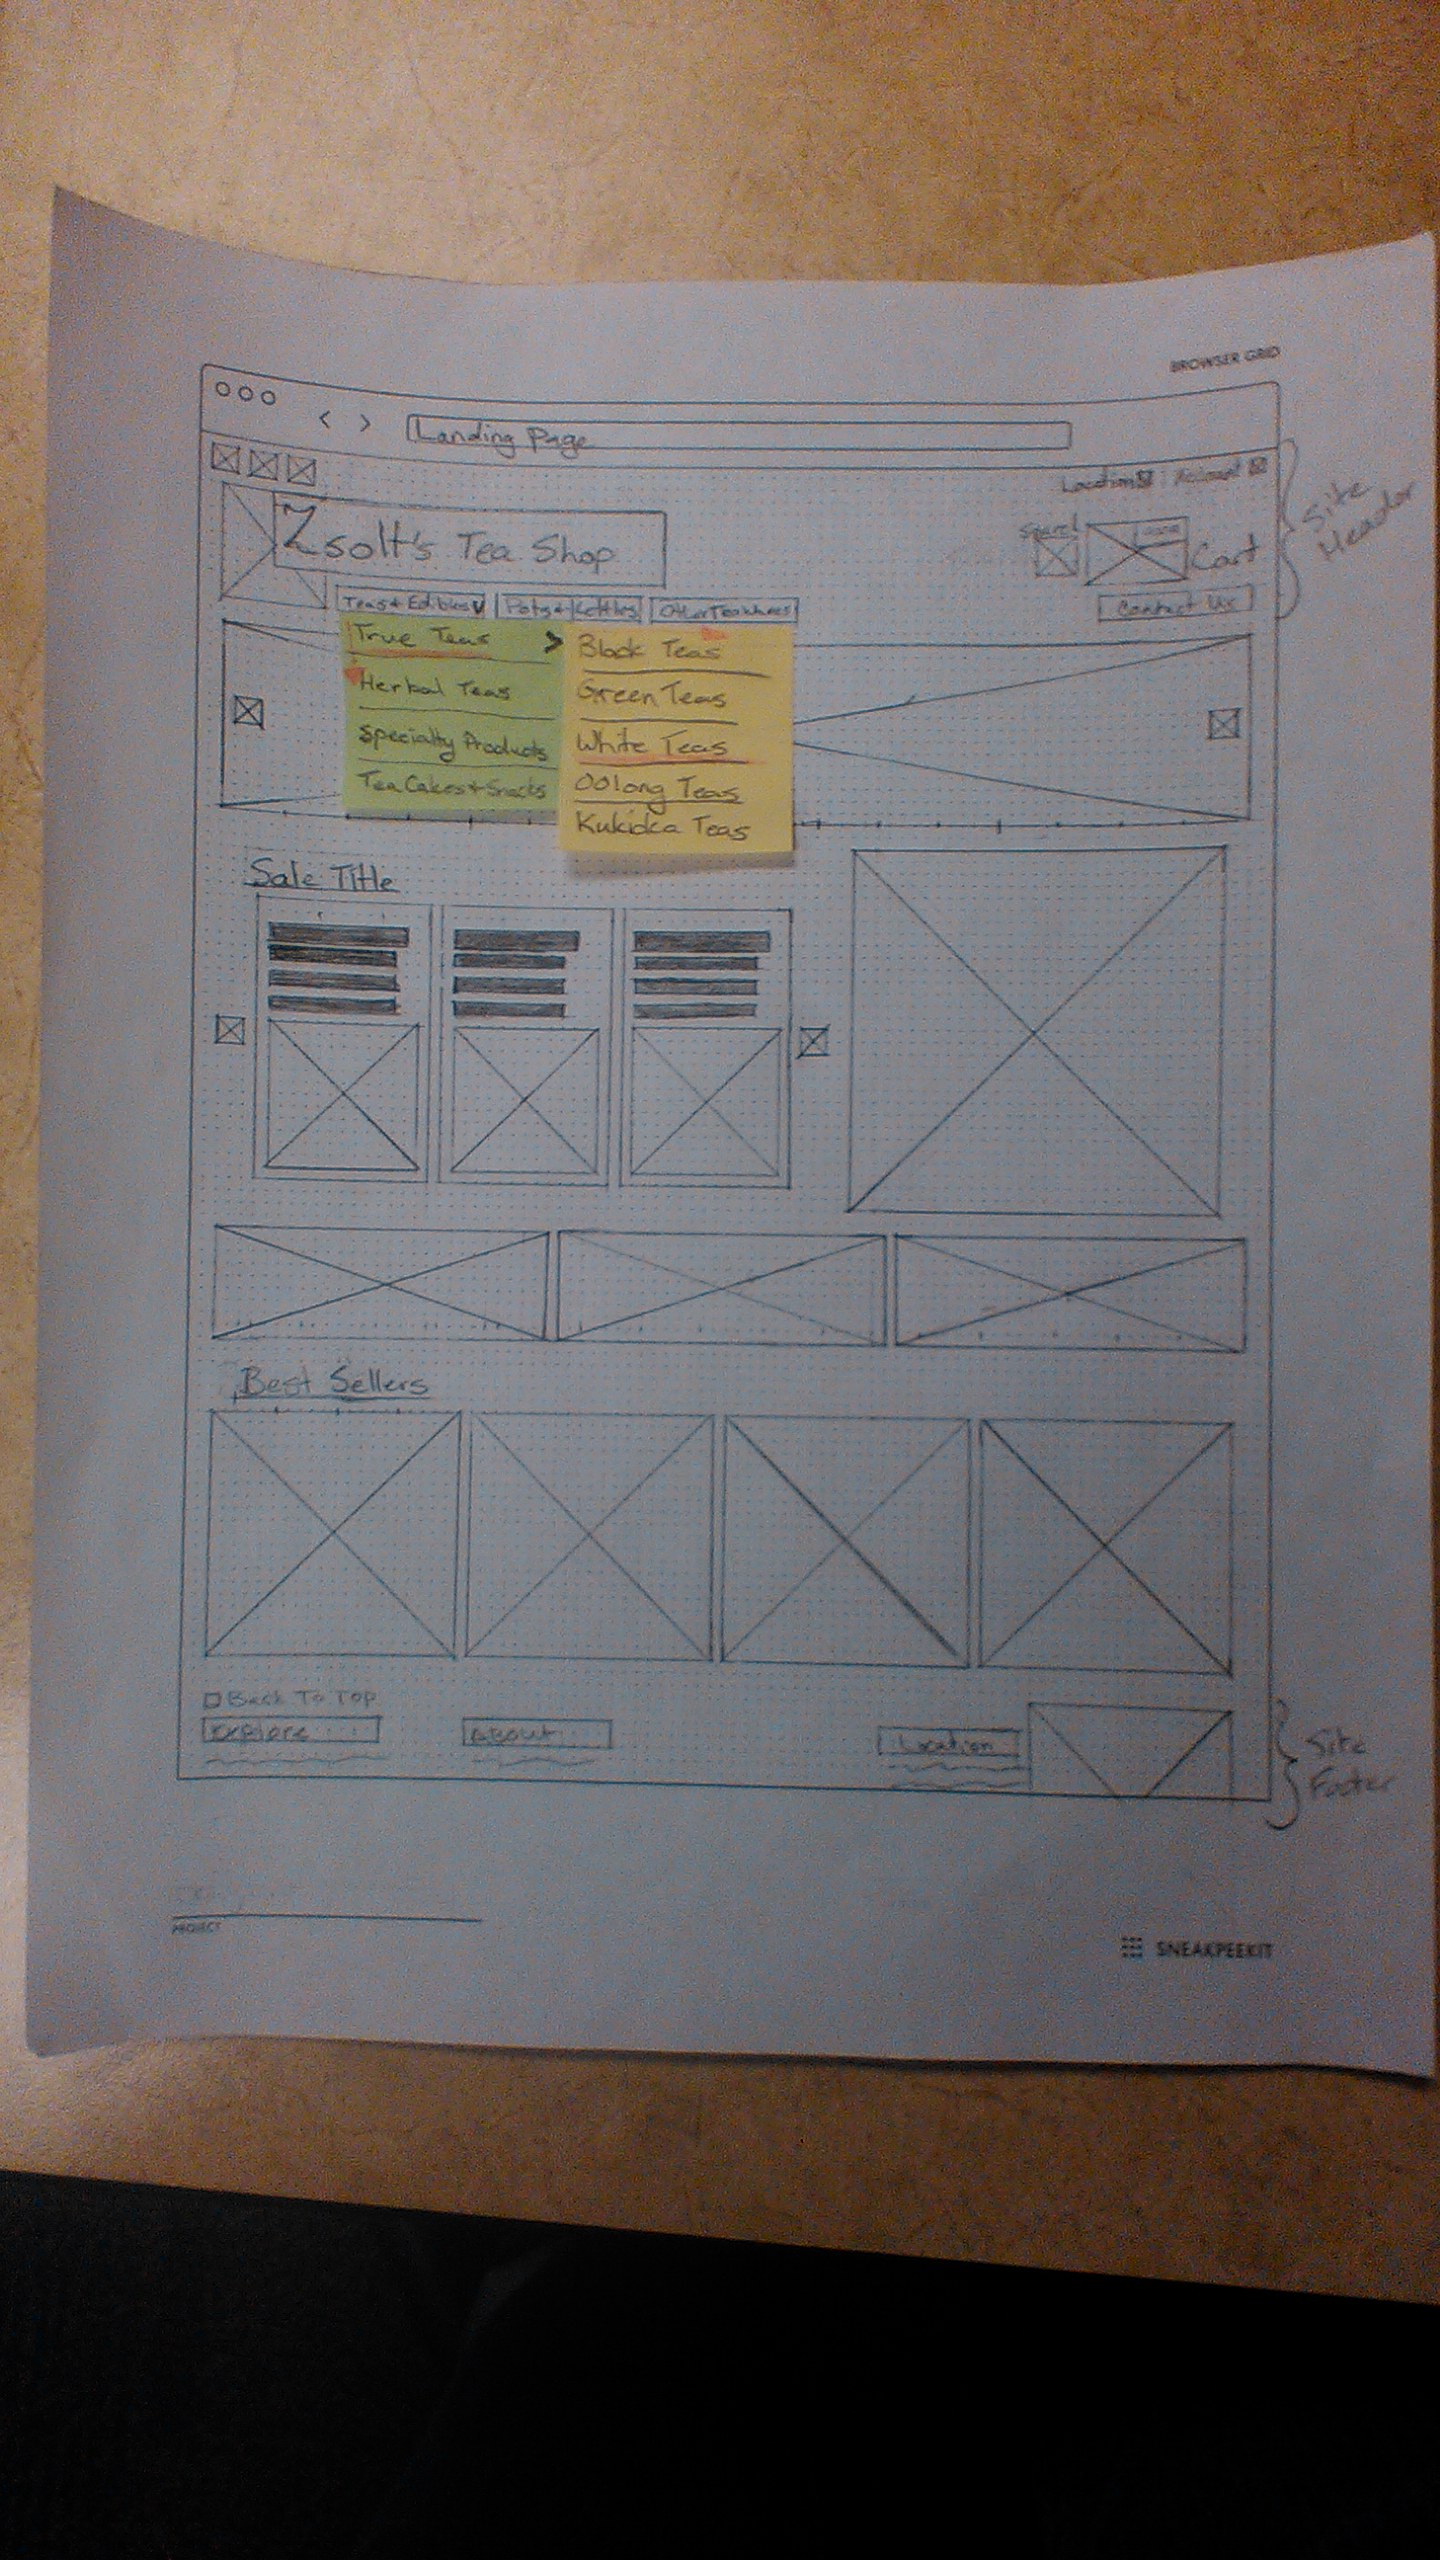 BROWSER GRID
Landing Page
Location Account
Zsolt's Tea Shop
Search
Cart
Site
Header
Teas + Edibles Pots + Kettles Other Teawares
Contact Us
True Teas >
Herbal Teas
Specialty Products
Tea Cakes + Snacks
Black Teas
Green Teas
White Teas
Oolong Teas
Kukicka Teas
Sale Title
Best Sellers
Back To Top
Explore
About
Location
Site
Footer
PROJECT
SNEAKPEEKIT